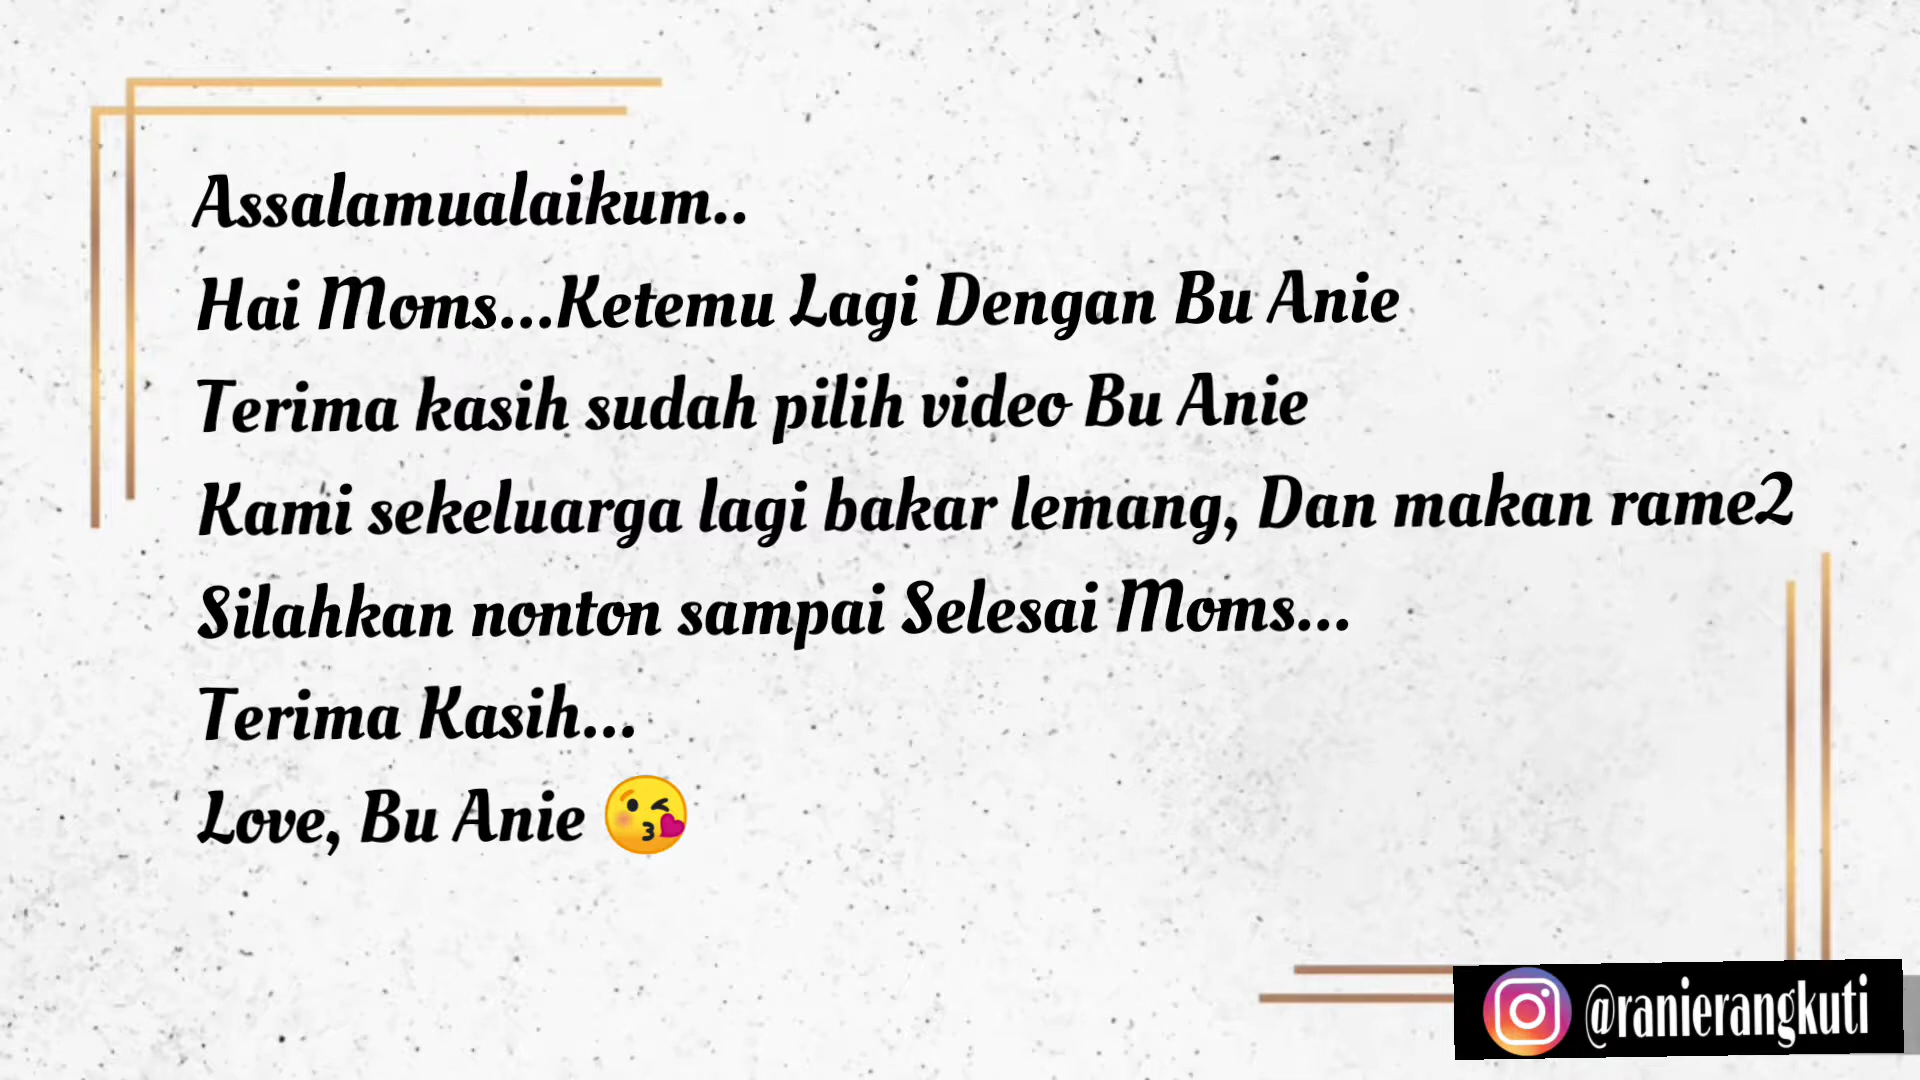 Assalamualaikum..
Hai Moms...Ketemu Lagi Dengan Bu Anie
Terima kasih sudah pilih video Bu Anie
Kami sekeluarga lagi bakar lemang, Dan makan rame2
Silahkan nonton sampai Selesai Moms...
Terima Kasih...
Love, Bu Anie 😘
@ranierangkuti